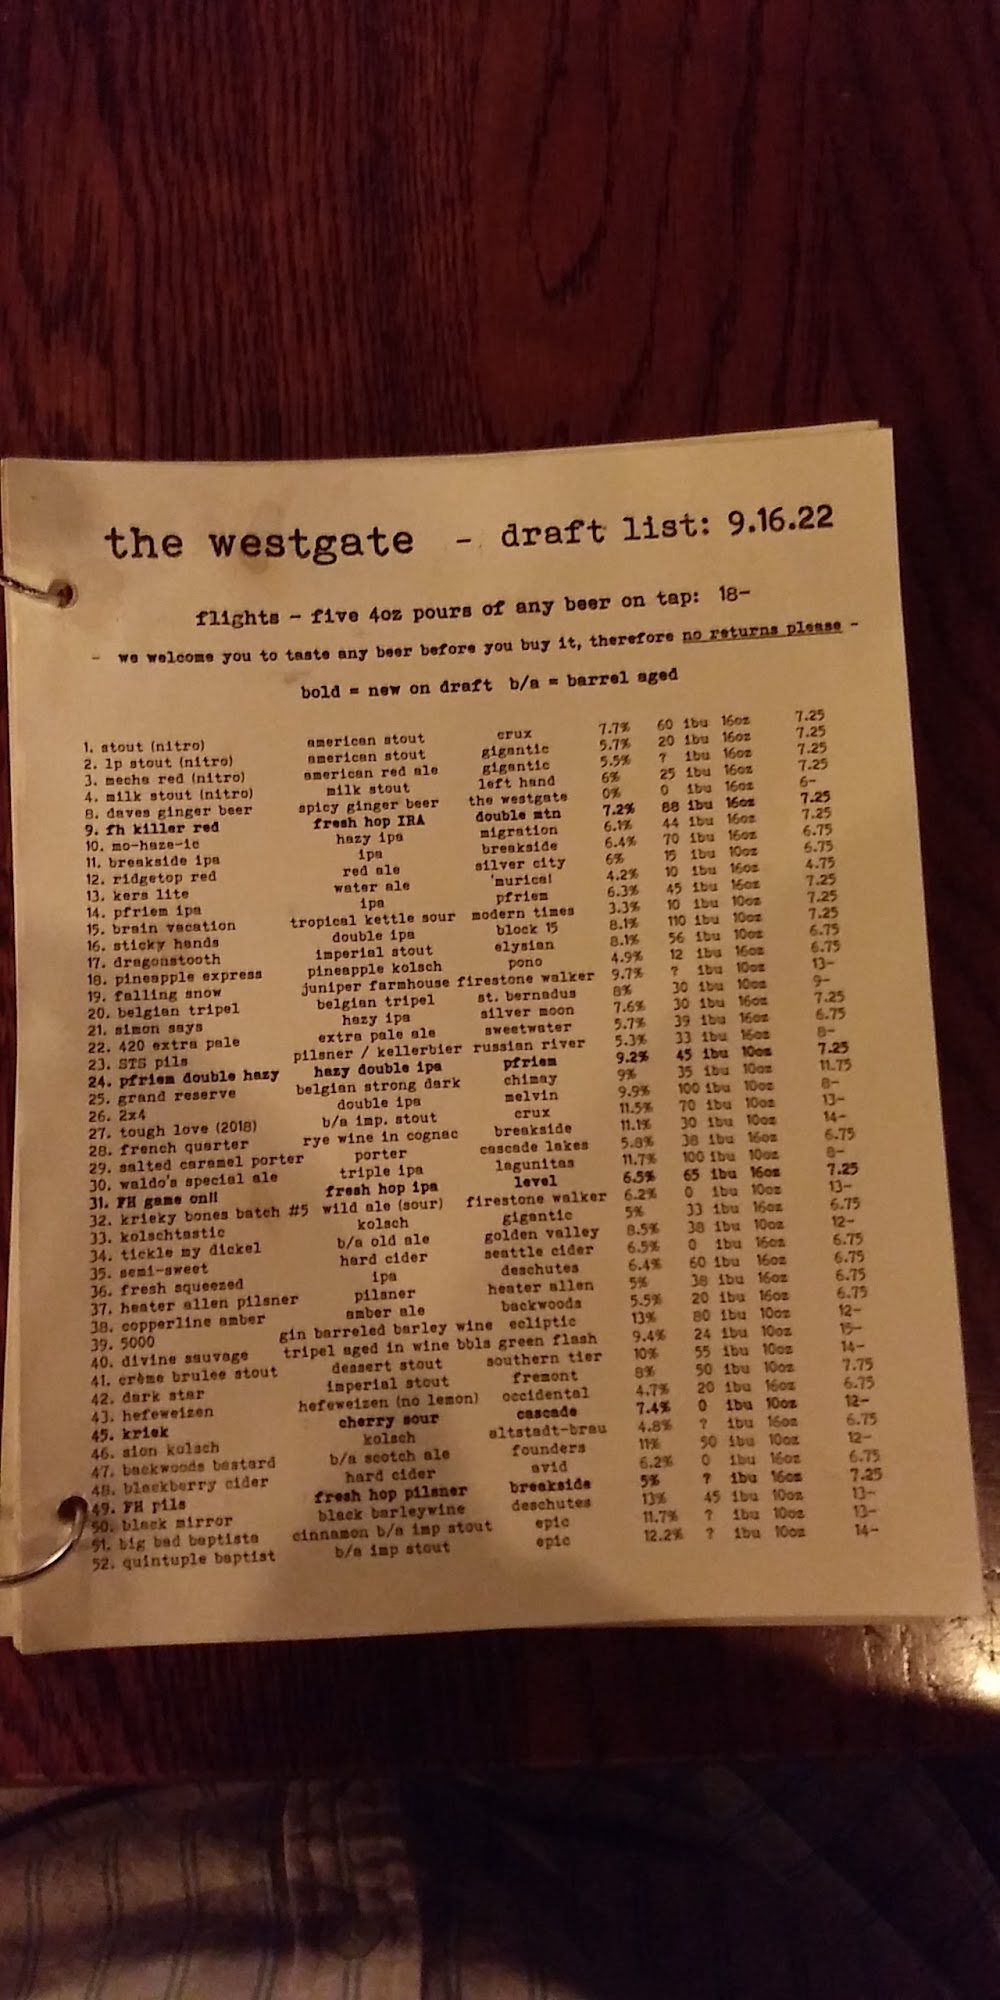 the westgate - draft list: 9.16.22
flights - five 4oz pours of any beer on tap: 18-
- we welcome you to taste any beer before you buy it, therefore no returns please -
bold = new on draft b/a = barrel aged
1. stout (nitro) american stout crux 7.7% 60 ibu 16oz 7.25
2. lp stout (nitro) american stout gigantic 5.7% 20 ibu 16oz 7.25
3. mecha red (nitro) american red ale gigantic 5.5% ? ibu 16oz 7.25
4. milk stout (nitro) milk stout left hand 6% 25 ibu 16oz 7.25
8. daves ginger beer spicy ginger beer the westgate 0% 0 ibu 16oz 6-
9. fh killer red fresh hop IRA double mtn 7.2% 88 ibu 16oz 7.25
10. mo-haze-ic hazy ipa migration 6.1% 44 ibu 16oz 7.25
11. breakside ipa ipa breakside 6.4% 70 ibu 16oz 6.75
12. ridgetop red red ale silver city 6% 15 ibu 10oz 6.75
13. kers lite water ale 'murica! 4.2% 10 ibu 16oz 4.75
14. pfriem ipa ipa pfriem 6.3% 45 ibu 16oz 7.25
15. brain vacation tropical kettle sour modern times 3.3% 10 ibu 10oz 7.25
16. sticky hands double ipa block 15 8.1% 110 ibu 10oz 7.25
17. dragonstooth imperial stout elysian 8.1% 56 ibu 10oz 6.75
18. pineapple express pineapple kolsch pono 4.9% 12 ibu 16oz 6.75
19. falling snow juniper farmhouse firestone walker 9.7% ? ibu 10oz 13-
20. belgian tripel belgian tripel st. bernadus 8% 30 ibu 10oz 9-
21. simon says hazy ipa silver moon 7.6% 30 ibu 16oz 7.25
22. 420 extra pale extra pale ale sweetwater 5.7% 39 ibu 16oz 6.75
23. STS pils pilsner / kellerbier russian river 5.3% 33 ibu 16oz 8-
24. pfriem double hazy hazy double ipa pfriem 9.2% 45 ibu 10oz 7.25
25. grand reserve belgian strong dark chimay 9% 35 ibu 10oz 11.75
26. 2x4 double ipa melvin 9.9% 100 ibu 10oz 8-
27. tough love (2018) b/a imp. stout crux 11.5% 70 ibu 10oz 13-
28. french quarter rye wine in cognac breakside 11.1% 30 ibu 10oz 14-
29. salted caramel porter porter cascade lakes 5.8% 38 ibu 16oz 6.75
30. waldo's special ale triple ipa lagunitas 11.7% 100 ibu 10oz 8-
31. FH game on!! fresh hop ipa level 6.5% 65 ibu 16oz 7.25
32. krieky bones batch #5 wild ale (sour) firestone walker 6.2% 0 ibu 10oz 13-
33. kolschtastic kolsch gigantic 5% 33 ibu 16oz 6.75
34. tickle my dickel b/a old ale golden valley 8.5% 38 ibu 10oz 12-
35. semi-sweet hard cider seattle cider 6.5% 0 ibu 16oz 6.75
36. fresh squeezed ipa deschutes 6.4% 60 ibu 16oz 6.75
37. heater allen pilsner pilsner heater allen 5% 38 ibu 16oz 6.75
38. copperline amber amber ale backwoods 5.5% 20 ibu 16oz 6.75
39. 5000 gin barreled barley wine ecliptic 13% 80 ibu 10oz 12-
40. divine sauvage tripel aged in wine bbls green flash 9.4% 24 ibu 10oz 15-
41. crème brulee stout dessert stout southern tier 10% 55 ibu 10oz 14-
42. dark star imperial stout fremont 8% 50 ibu 10oz 7.75
43. hefeweizen hefeweizen (no lemon) occidental 4.7% 20 ibu 16oz 6.75
45. kriek cherry sour cascade 7.4% 0 ibu 10oz 12-
46. sion kolsch kolsch altstadt-brau 4.8% ? ibu 16oz 6.75
47. backwoods bastard b/a scotch ale founders 11% 50 ibu 10oz 12-
48. blackberry cider hard cider avid 6.2% 0 ibu 16oz 6.75
49. FH pils fresh hop pilsner breakside 5% ? ibu 16oz 7.25
50. black mirror black barleywine deschutes 13% 45 ibu 10oz 13-
51. big bad baptista cinnamon b/a imp stout epic 11.7% ? ibu 10oz 13-
52. quintuple baptist b/a imp stout epic 12.2% ? ibu 10oz 14-